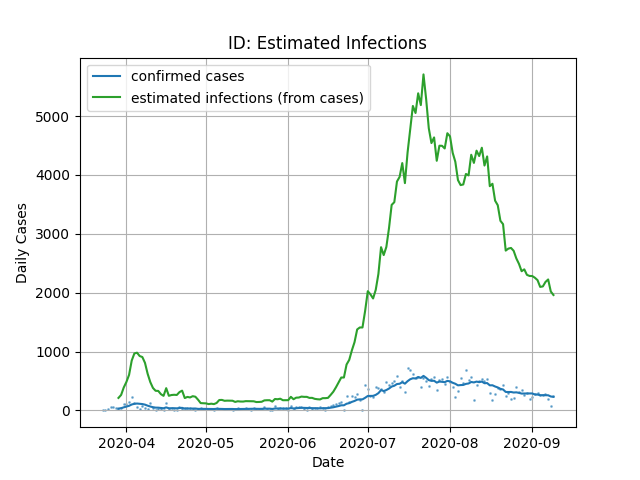 ID: Estimated Infections
confirmed cases
estimated infections (from cases)
Daily Cases
5000
4000
3000
2000
1000
0
2020-04 2020-05 2020-06 2020-07 2020-08 2020-09
Date